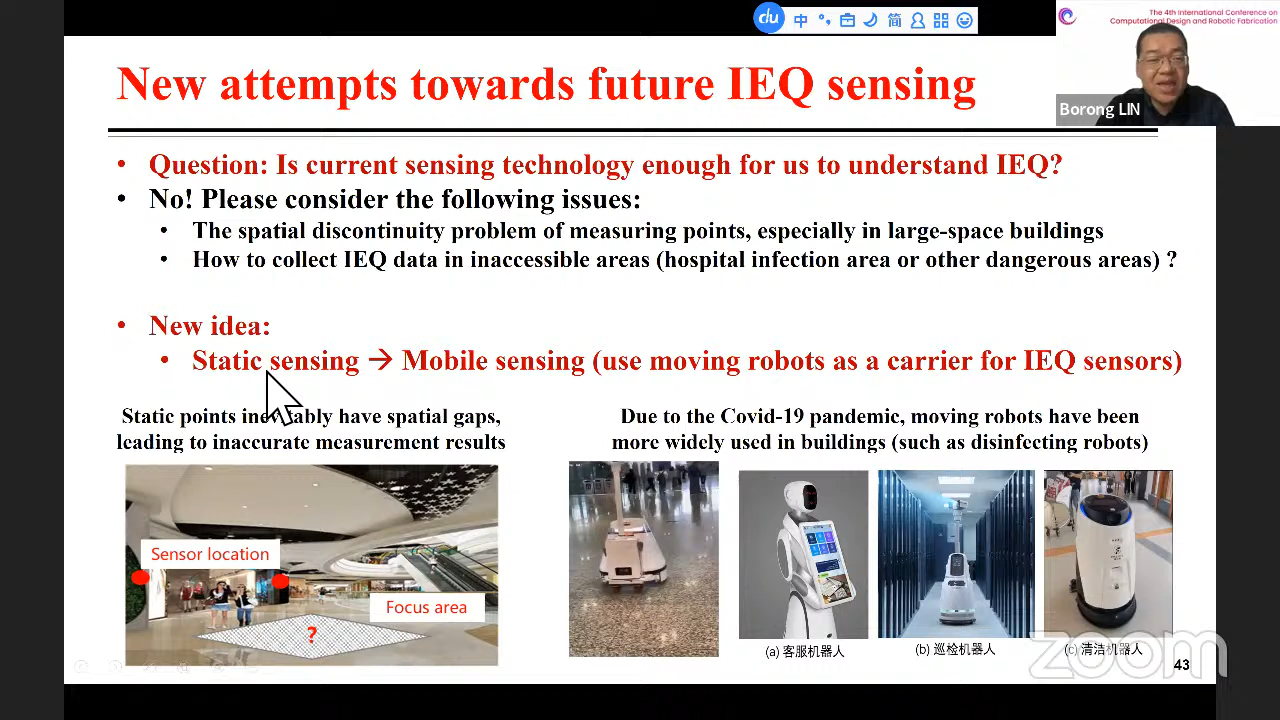 du 中 简
The 4th International Conference on
Computational Design and Robotic Fabrication
Borong LIN
New attempts towards future IEQ sensing
• Question: Is current sensing technology enough for us to understand IEQ?
• No! Please consider the following issues:
• The spatial discontinuity problem of measuring points, especially in large-space buildings
• How to collect IEQ data in inaccessible areas (hospital infection area or other dangerous areas) ?
• New idea:
• Static sensing → Mobile sensing (use moving robots as a carrier for IEQ sensors)
Static points inevitably have spatial gaps,
leading to inaccurate measurement results
Due to the Covid-19 pandemic, moving robots have been
more widely used in buildings (such as disinfecting robots)
Sensor location
Focus area
?
(a) 客服机器人
(b) 巡检机器人
(c) 清洁机器人
zoom
43